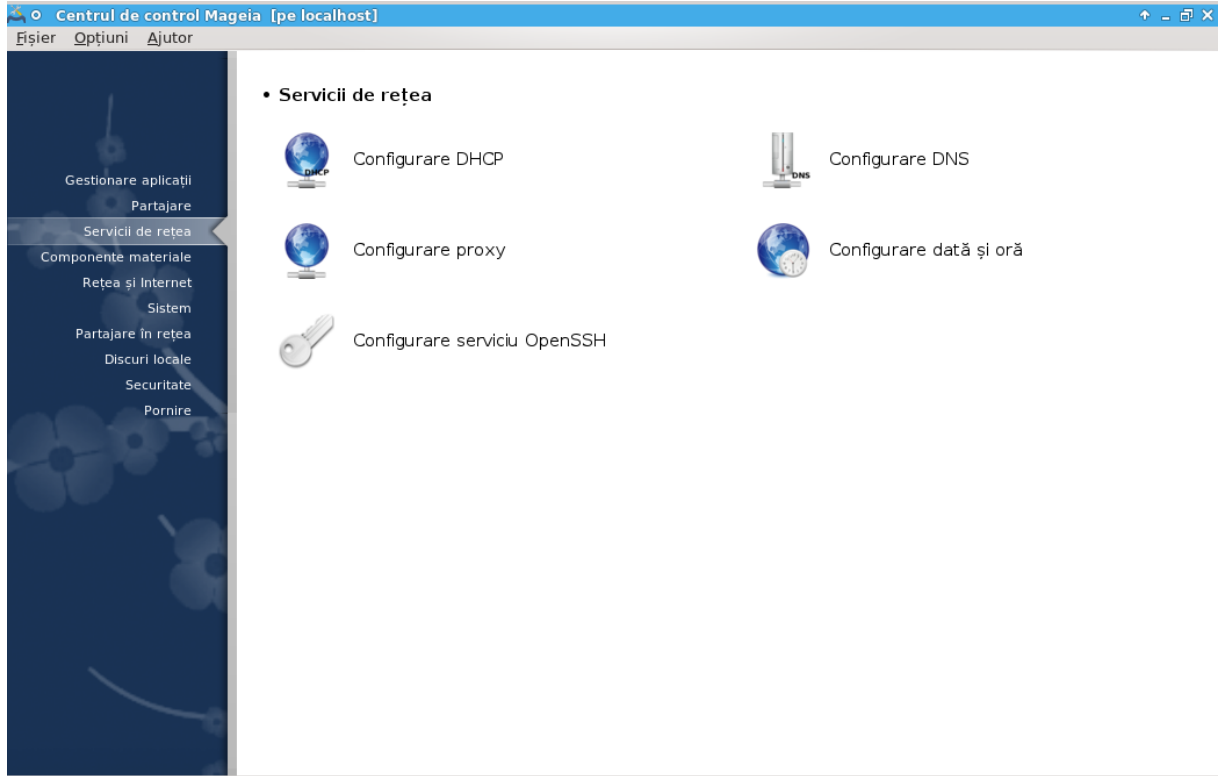 Centrul de control Mageia [pe localhost]
Fișier Opțiuni Ajutor
Gestionare aplicații
Partajare
Servicii de rețea
Componente materiale
Rețea și Internet
Sistem
Partajare în rețea
Discuri locale
Securitate
Pornire
• Servicii de rețea
DHCP
Configurare DHCP
DNS
Configurare DNS
Configurare proxy
Configurare dată și oră
Configurare serviciu OpenSSH